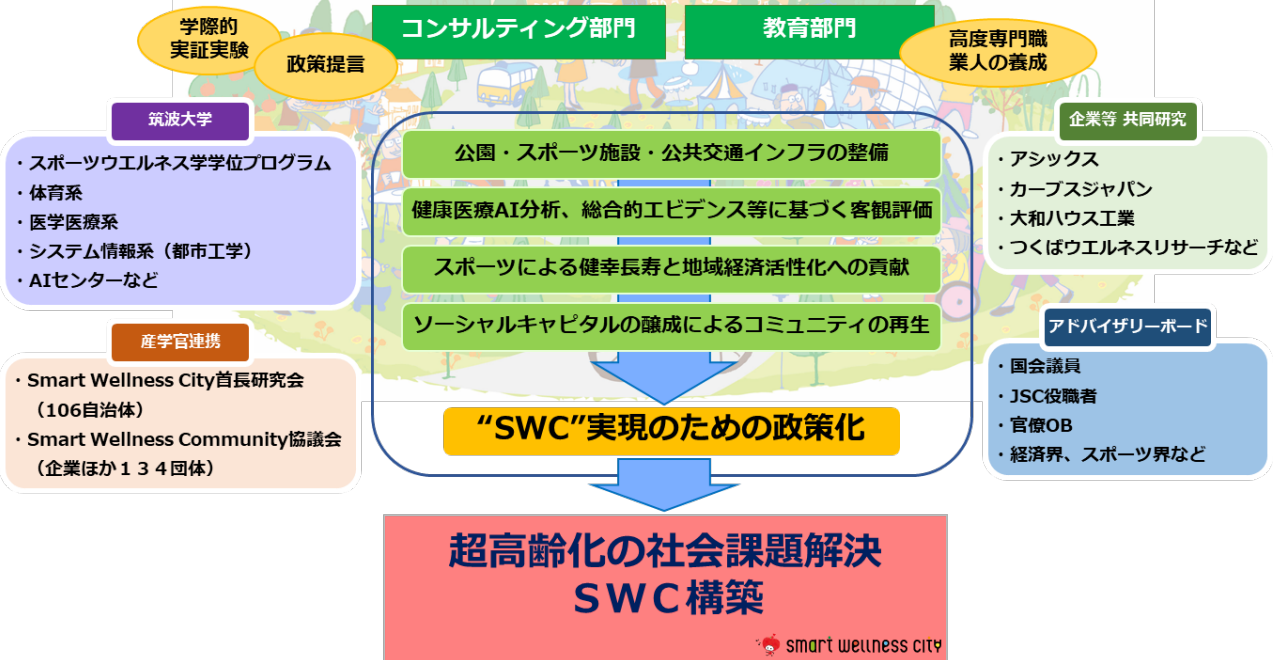 学際的
実証実験
政策提言
コンサルティング部門
教育部門
高度専門職
業人の養成
筑波大学
・スポーツウエルネス学学位プログラム
・体育系
・医学医療系
・システム情報系（都市工学）
・AIセンターなど
産学官連携
・Smart Wellness City首長研究会
（106自治体）
・Smart Wellness Community協議会
（企業ほか１３４団体）
公園・スポーツ施設・公共交通インフラの整備
健康医療AI分析、総合的エビデンス等に基づく客観評価
スポーツによる健幸長寿と地域経済活性化への貢献
ソーシャルキャピタルの醸成によるコミュニティの再生
“SWC”実現のための政策化
企業等 共同研究
・アシックス
・カーブスジャパン
・大和ハウス工業
・つくばウエルネスリサーチなど
アドバイザリーボード
・国会議員
・JSC役職者
・官僚OB
・経済界、スポーツ界など
超高齢化の社会課題解決
ＳＷＣ構築
smart wellness city